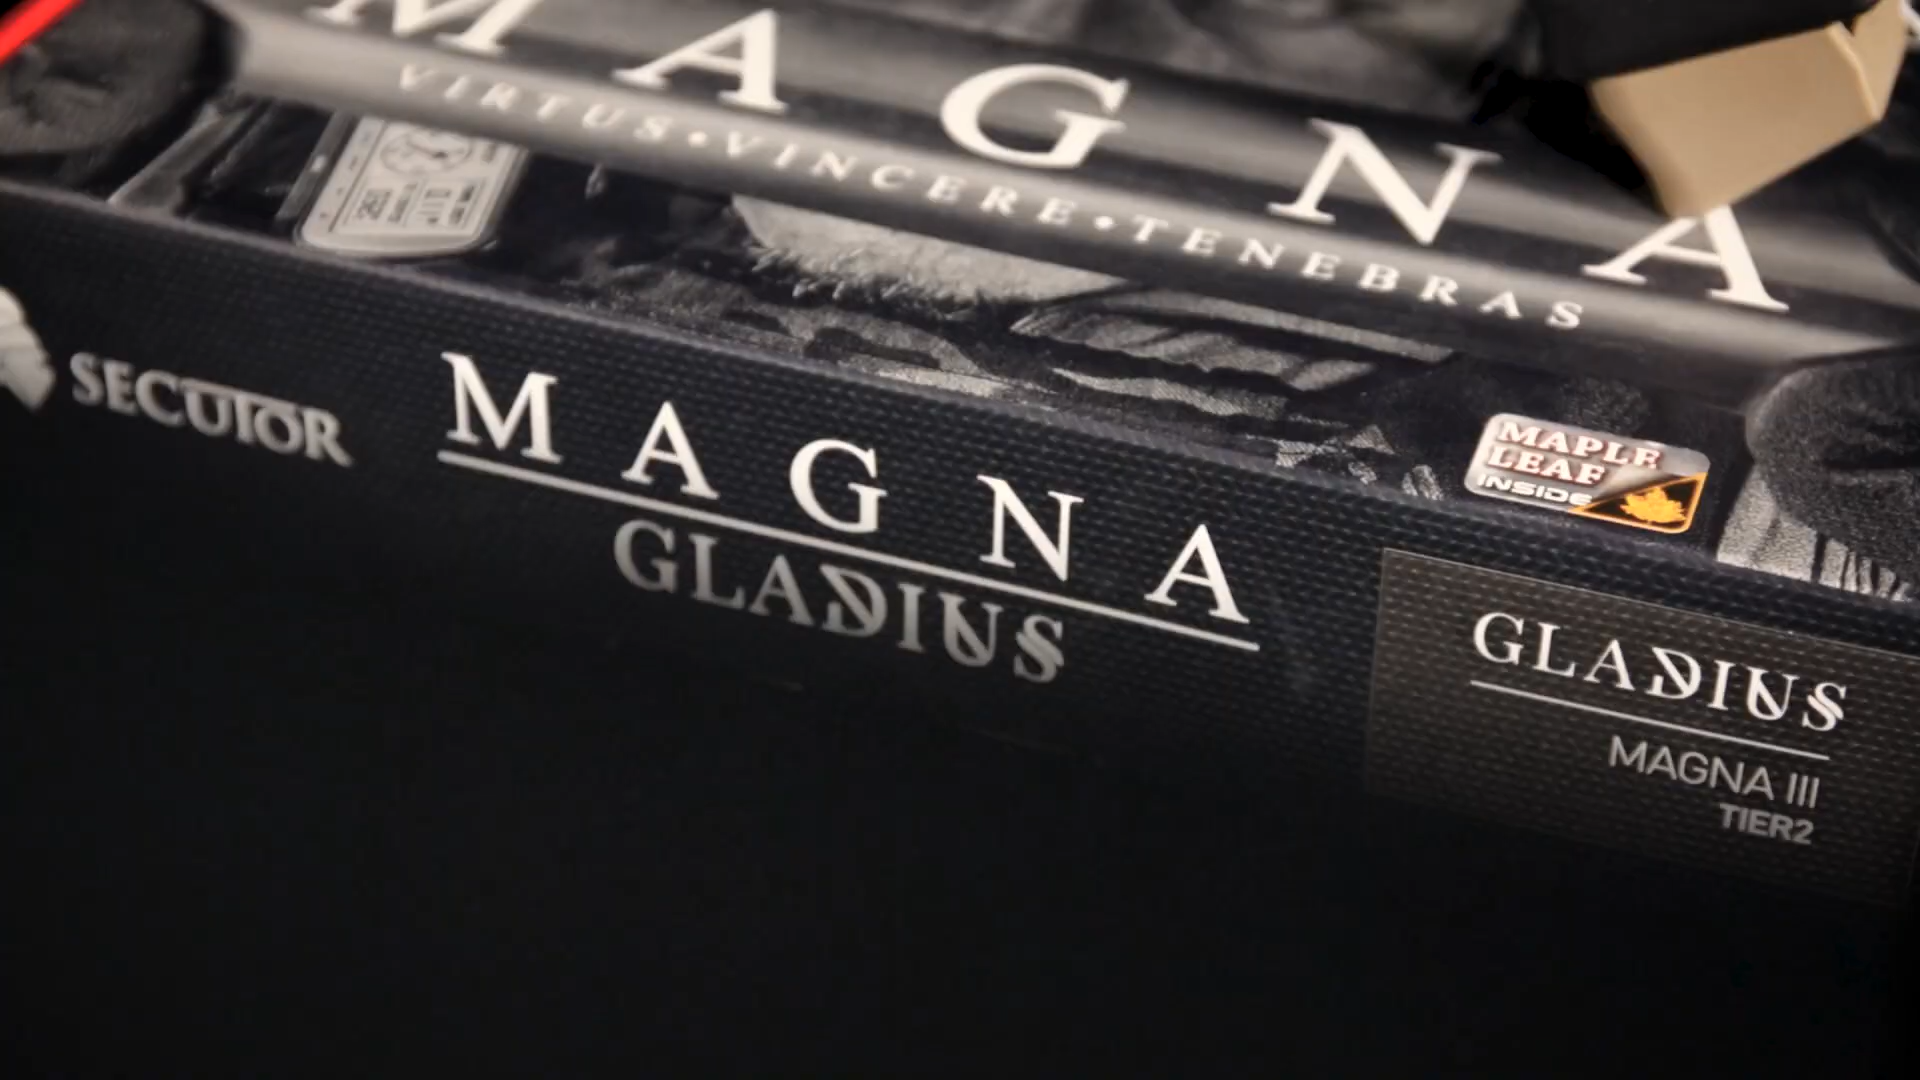 MAGNA
VIRTUS•VINCERE•TENEBRAS
SECUTOR
MAGNA
GLADIUS
MAPLE
LEAF
INSIDE
GLADIUS
MAGNA III
TIER2